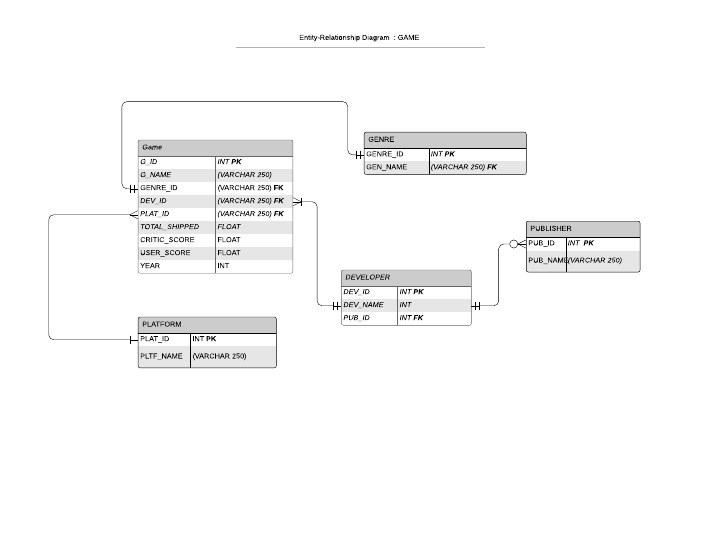 Entity-Relationship Diagram : GAME
GENRE
GENRE_ID INT PK
GEN_NAME (VARCHAR 250) FK
Game
G_ID INT PK
G_NAME (VARCHAR 250)
GENRE_ID (VARCHAR 250) FK
DEV_ID (VARCHAR 250) FK
PLAT_ID (VARCHAR 250) FK
TOTAL_SHIPPED FLOAT
CRITIC_SCORE FLOAT
USER_SCORE FLOAT
YEAR INT
PUBLISHER
PUB_ID INT PK
PUB_NAME (VARCHAR 250)
DEVELOPER
DEV_ID INT PK
DEV_NAME INT
PUB_ID INT FK
PLATFORM
PLAT_ID INT PK
PLTF_NAME (VARCHAR 250)